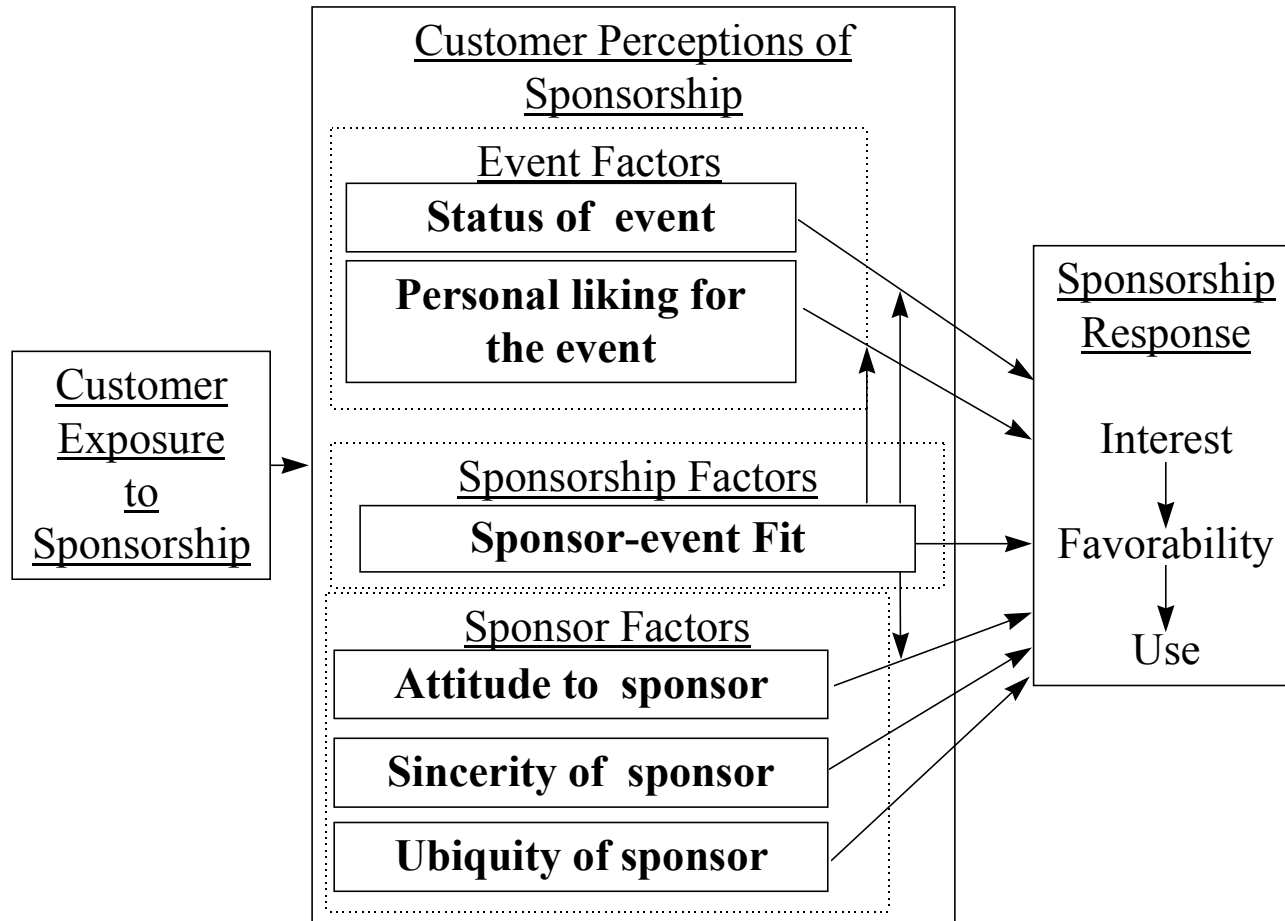 Customer Perceptions of
Sponsorship
Event Factors
Status of  event
Personal liking for
the event
Customer
Exposure
to
Sponsorship
Sponsorship Factors
Sponsor-event Fit
Sponsor Factors
Attitude to  sponsor
Sincerity of  sponsor
Ubiquity of sponsor
Sponsorship
Response
Interest
Favorability
Use